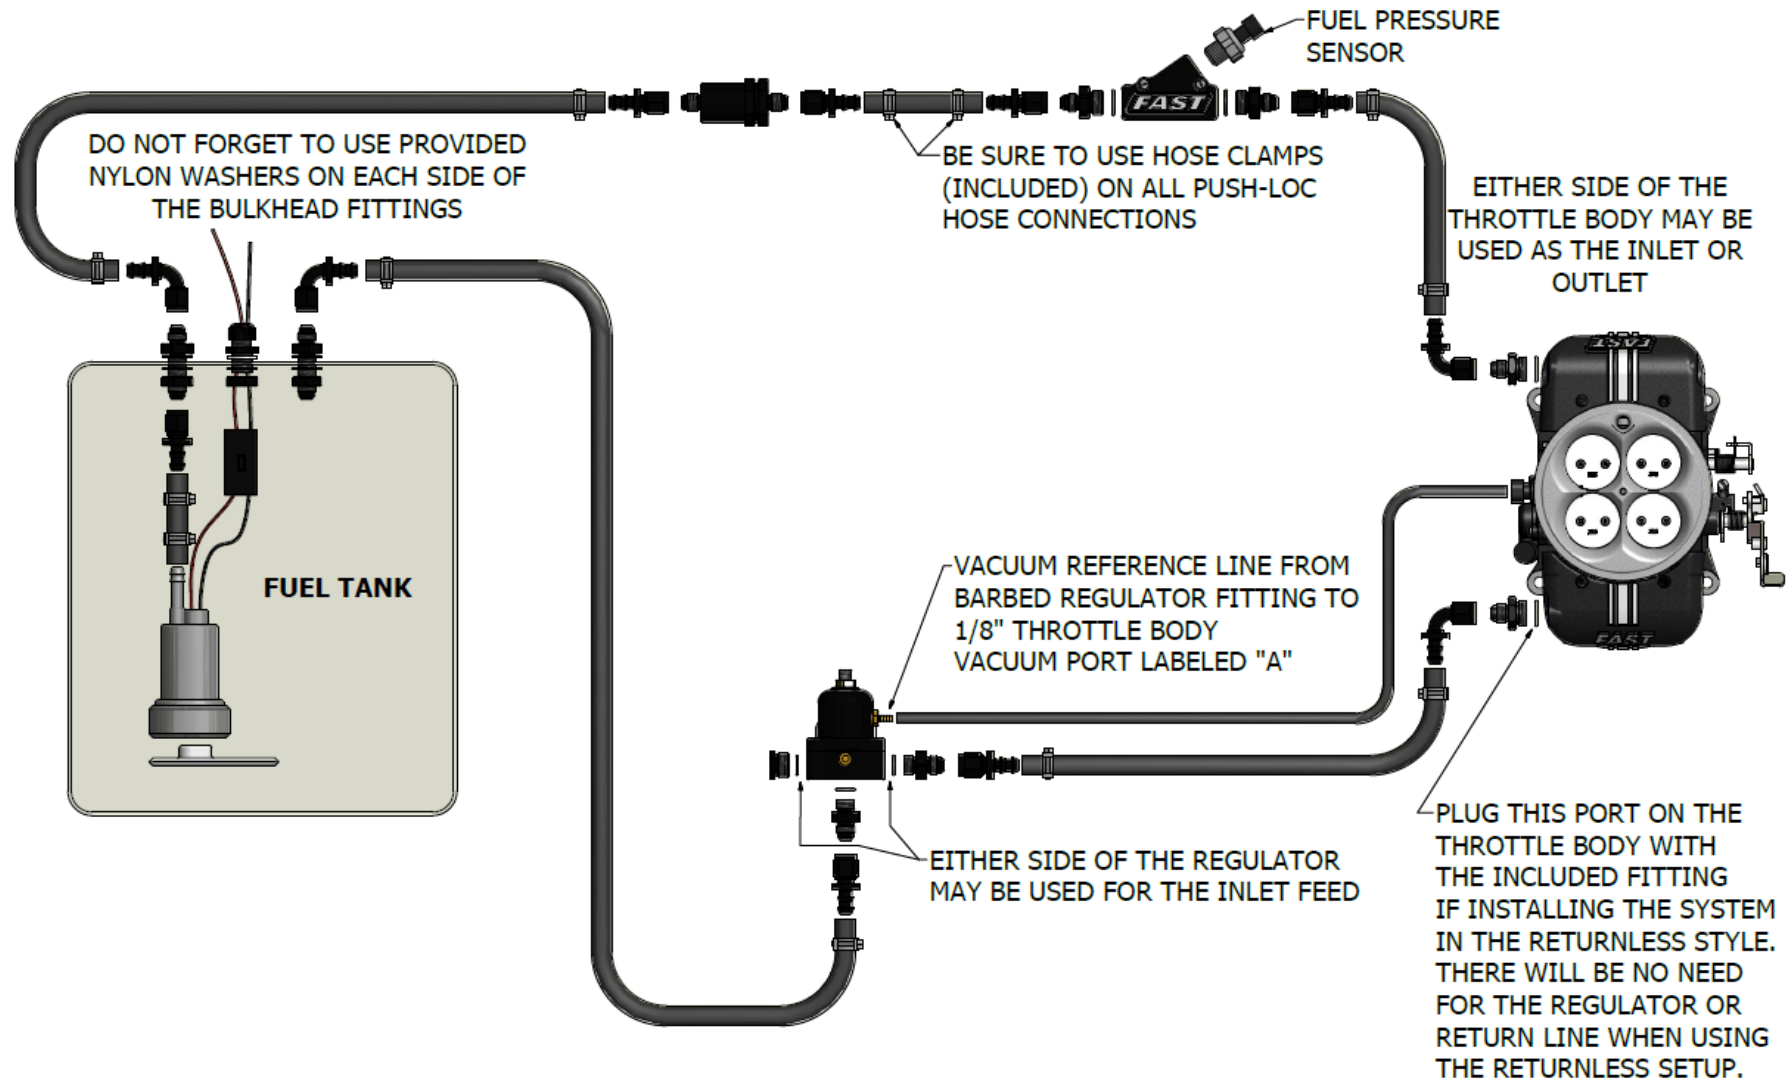 FUEL PRESSURE
SENSOR
FAST
DO NOT FORGET TO USE PROVIDED
NYLON WASHERS ON EACH SIDE OF
THE BULKHEAD FITTINGS
BE SURE TO USE HOSE CLAMPS
(INCLUDED) ON ALL PUSH-LOC
HOSE CONNECTIONS
EITHER SIDE OF THE
THROTTLE BODY MAY BE
USED AS THE INLET OR
OUTLET
FAST
FUEL TANK
VACUUM REFERENCE LINE FROM
BARBED REGULATOR FITTING TO
1/8" THROTTLE BODY
VACUUM PORT LABELED "A"
FAST
EITHER SIDE OF THE REGULATOR
MAY BE USED FOR THE INLET FEED
PLUG THIS PORT ON THE
THROTTLE BODY WITH
THE INCLUDED FITTING
IF INSTALLING THE SYSTEM
IN THE RETURNLESS STYLE.
THERE WILL BE NO NEED
FOR THE REGULATOR OR
RETURN LINE WHEN USING
THE RETURNLESS SETUP.